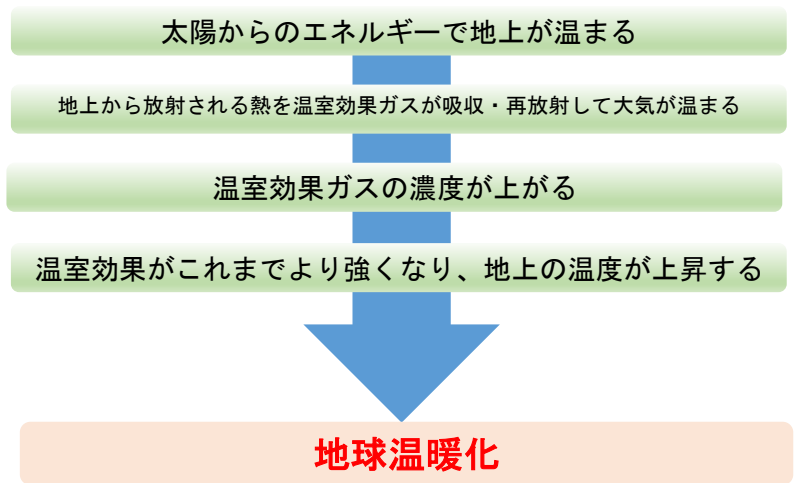 太陽からのエネルギーで地上が温まる
地上から放射される熱を温室効果ガスが吸収・再放射して大気が温まる
温室効果ガスの濃度が上がる
温室効果がこれまでより強くなり、地上の温度が上昇する
地球温暖化